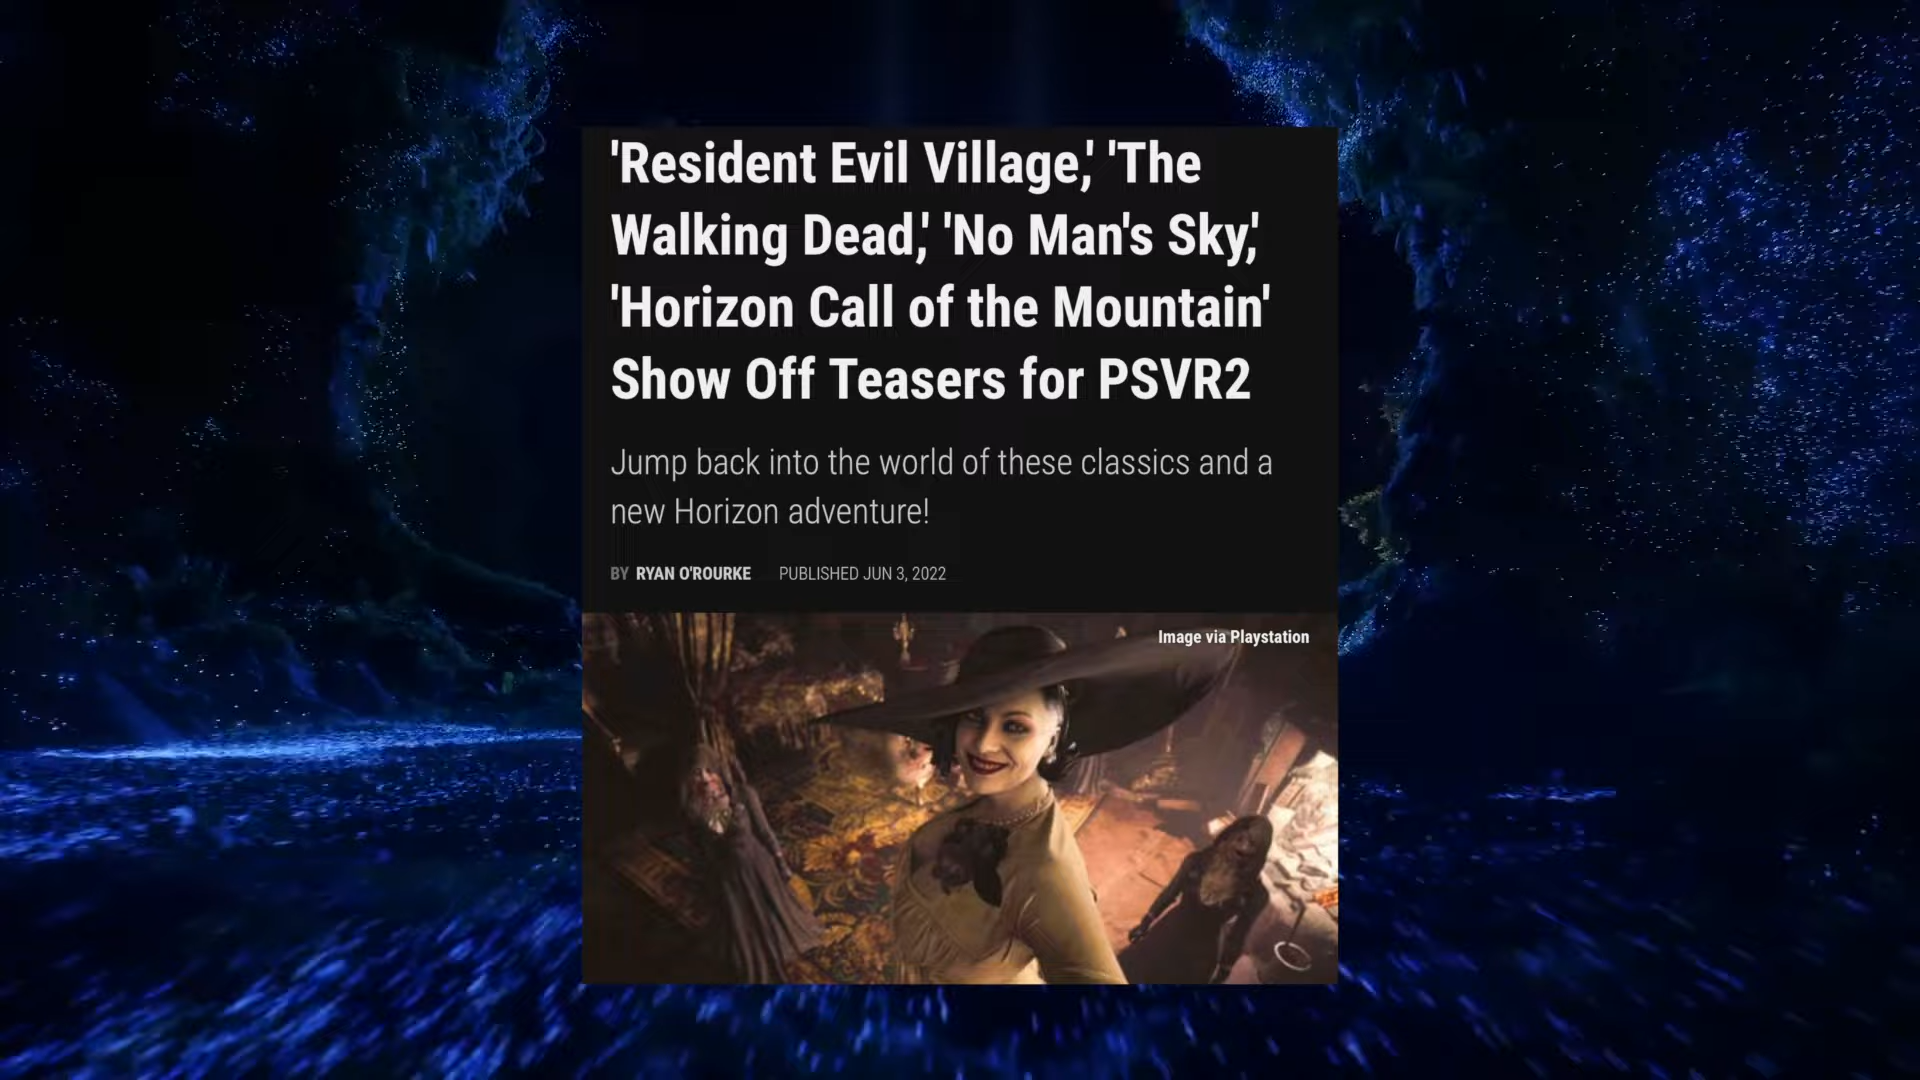 'Resident Evil Village,' 'The
Walking Dead,' 'No Man's Sky,'
'Horizon Call of the Mountain'
Show Off Teasers for PSVR2
Jump back into the world of these classics and a
new Horizon adventure!
BY RYAN O'ROURKE PUBLISHED JUN 3, 2022
Image via Playstation